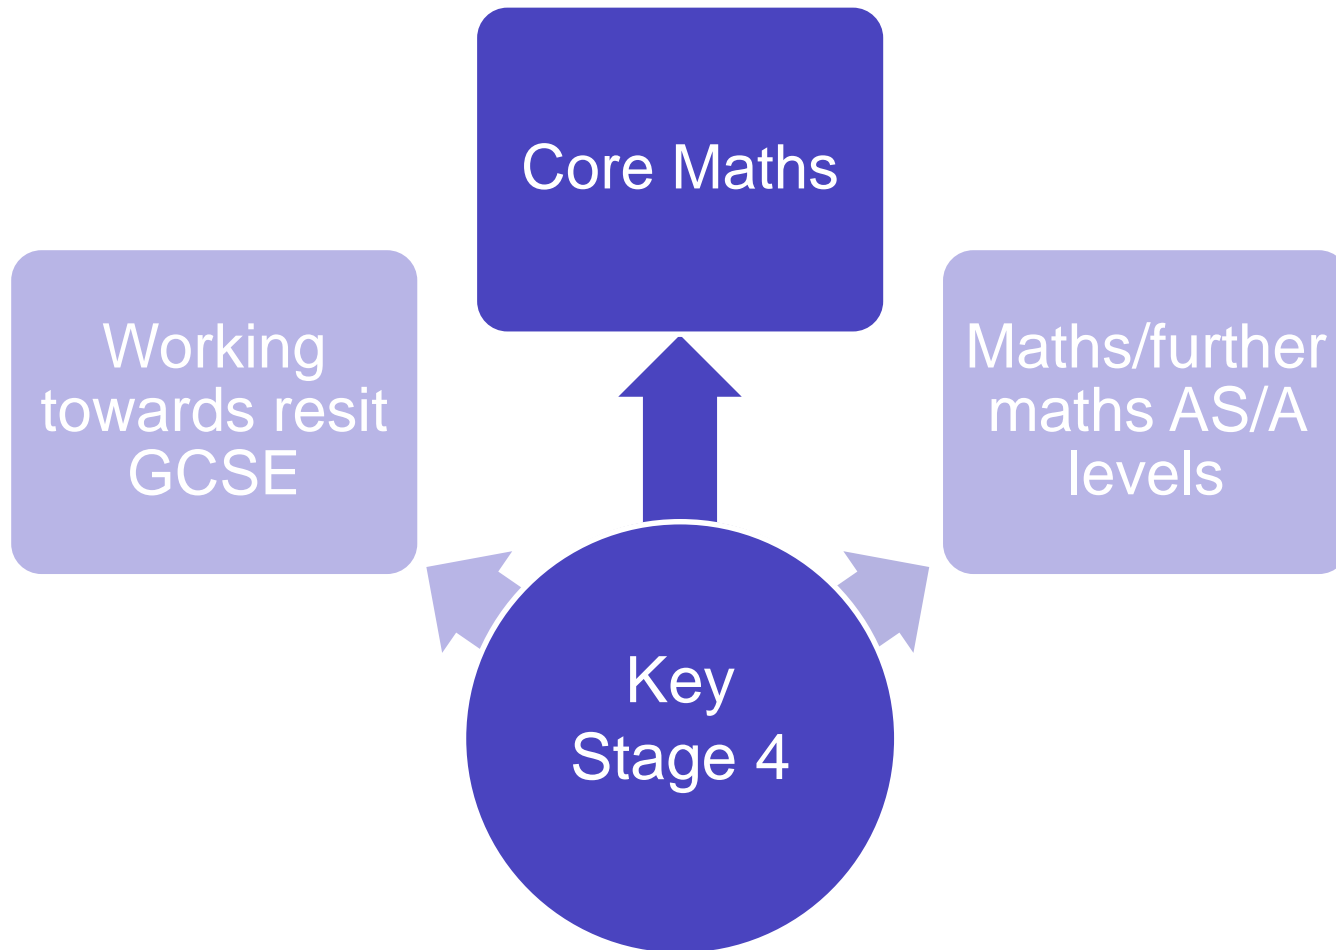 Core Maths
Working
towards resit
GCSE
Maths/further
maths AS/A
levels
Key
Stage 4